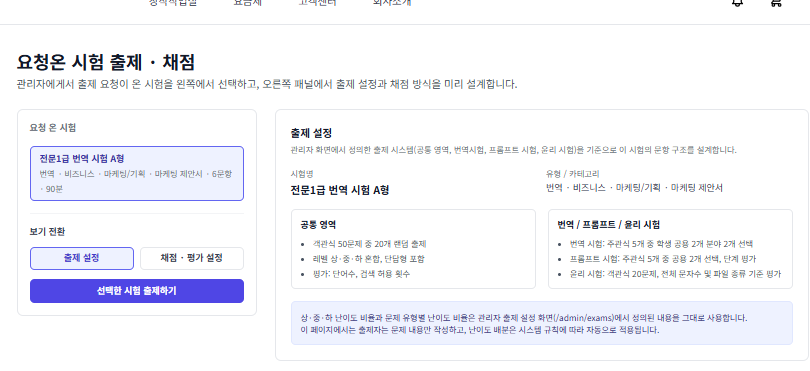 창작작업실 요금제 고객센터 회사소개
요청온 시험 출제 · 채점
관리자에게서 출제 요청이 온 시험을 왼쪽에서 선택하고, 오른쪽 패널에서 출제 설정과 채점 방식을 미리 설계합니다.
요청 온 시험
전문1급 번역 시험 A형
번역 · 비즈니스 · 마케팅/기획 · 마케팅 제안서 · 6문항
· 90분
보기 전환
출제 설정
채점 · 평가 설정
선택한 시험 출제하기
출제 설정
관리자 화면에서 정의한 출제 시스템(공통 영역, 번역시험, 프롬프트 시험, 윤리 시험)을 기준으로 이 시험의 문항 구조를 설계합니다.
시험명
전문1급 번역 시험 A형
유형 / 카테고리
번역 · 비즈니스 · 마케팅/기획 · 마케팅 제안서
공통 영역
• 객관식 50문제 중 20개 랜덤 출제
• 레벨 상·중·하 혼합, 단답형 포함
• 평가: 단어수, 검색 허용 횟수
번역 / 프롬프트 / 윤리 시험
• 번역 시험: 주관식 5개 중 학생 공용 2개 분야 2개 선택
• 프롬프트 시험: 주관식 5개 중 공용 2개 선택, 단계 평가
• 윤리 시험: 객관식 20문제, 전체 문자수 및 파일 종류 기준 평가
상·중·하 난이도 비율과 문제 유형별 난이도 비율은 관리자 출제 설정 화면(/admin/exams)에서 정의된 내용을 그대로 사용합니다.
이 페이지에서는 출제자는 문제 내용만 작성하고, 난이도 배분은 시스템 규칙에 따라 자동으로 적용됩니다.